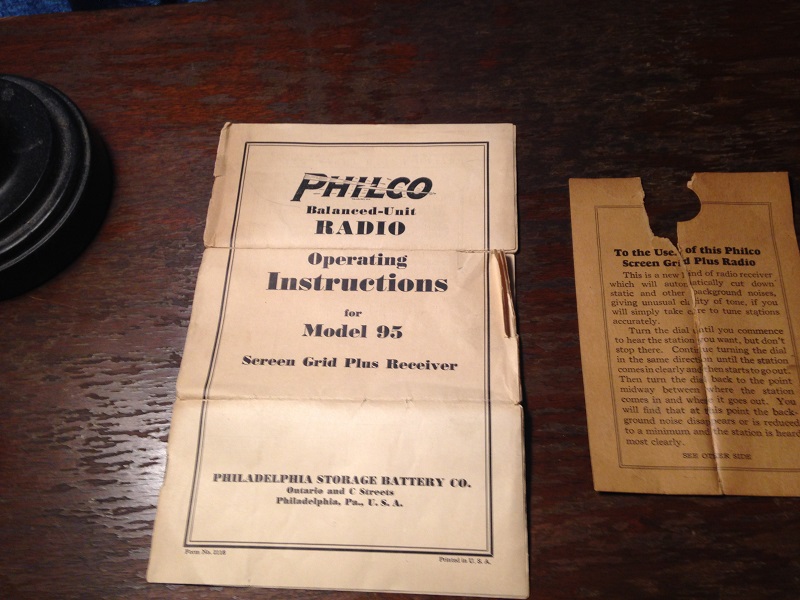 PHILCO
Balanced-Unit
RADIO
Operating
Instructions
for
Model 95
Screen Grid Plus Receiver
PHILADELPHIA STORAGE BATTERY CO.
Ontario and C Streets
Philadelphia, Pa., U. S. A.
Form No. 
Printed in U. S. A.
To the Use of this Philco
Screen Grid Plus Radio
This is a new kind of radio receiver
which will automatically cut down
static and other background noises,
giving unusual clarity of tone, if you
will simply take care to tune stations
accurately.
Turn the dial until you commence
to hear the station you want, but don't
stop there. Continue turning the dial
in the same direction until the station
comes in clearly and then starts to go out.
Then turn the dial back to the point
midway between where the station
comes in and where it goes out. You
will find that at this point the back-
ground noise disappears or is reduced
to a minimum and the station is heard
most clearly.
SEE OTHER SIDE